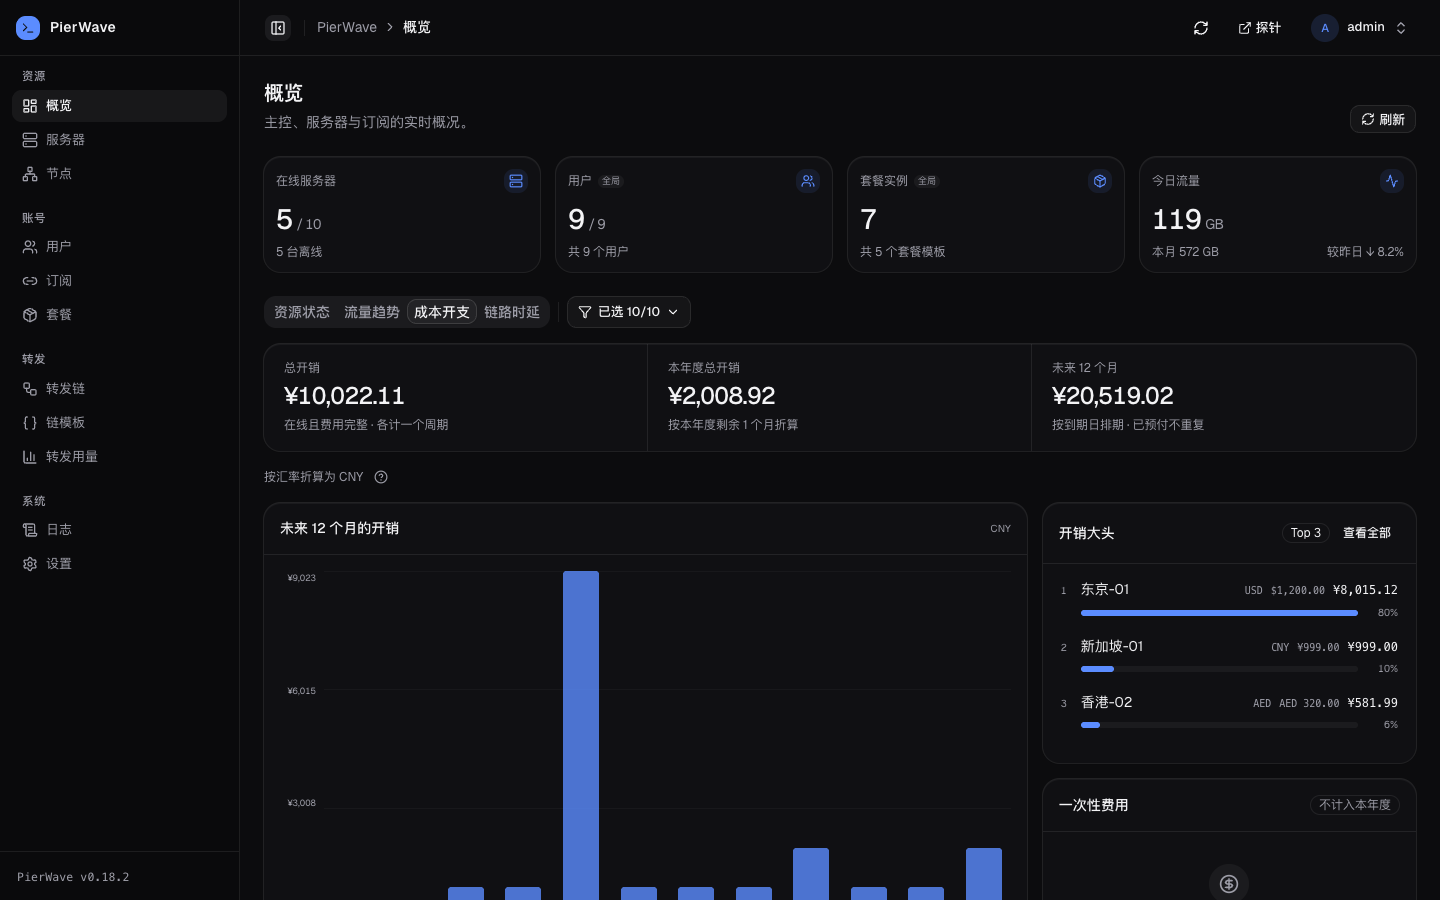 PierWave
PierWave > 概览
探针
A admin
资源
概览
服务器
节点
账号
用户
订阅
套餐
转发
转发链
链模板
转发用量
系统
日志
设置
PierWave v0.18.2
概览
主控、服务器与订阅的实时概况。
刷新
在线服务器
5 / 10
5 台离线
用户 全局
9 / 9
共 9 个用户
套餐实例 全局
7
共 5 个套餐模板
今日流量
119 GB
本月 572 GB 较昨日 ↓ 8.2%
资源状态 流量趋势 成本开支 链路时延 已选 10/10
总开销
¥10,022.11
在线且费用完整 · 各计一个周期
本年度总开销
¥2,008.92
按本年度剩余 1 个月折算
未来 12 个月
¥20,519.02
按到期日排期 · 已预付不重复
按汇率折算为 CNY
未来 12 个月的开销 CNY
¥9,023
¥6,015
¥3,008
开销大头 Top 3 查看全部
1 东京-01 USD $1,200.00 ¥8,015.12
80%
2 新加坡-01 CNY ¥999.00 ¥999.00
10%
3 香港-02 AED AED 320.00 ¥581.99
6%
一次性费用 不计入本年度